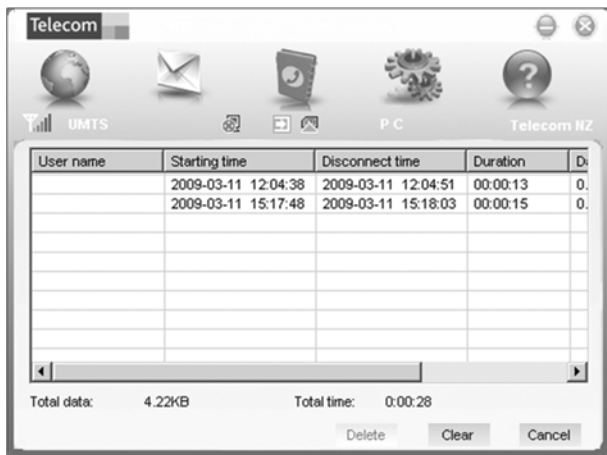 Telecom
UMTS PC Telecom NZ
User name Starting time Disconnect time Duration
2009-03-11 12:04:38 2009-03-11 12:04:51 00:00:13 0.
2009-03-11 15:17:48 2009-03-11 15:18:03 00:00:15 0.
Total data: 4.22KB Total time: 0:00:28
Delete Clear Cancel